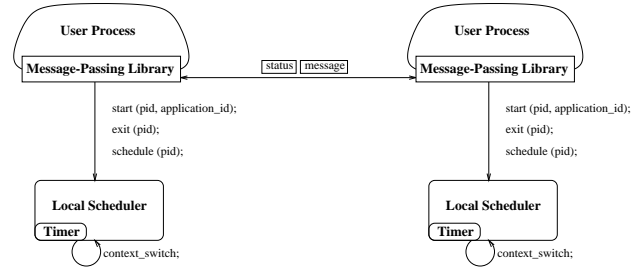 User Process
Message-Passing Library
start (pid, application_id);
exit (pid);
schedule (pid);
Local Scheduler
Timer
context_switch;
status message
User Process
Message-Passing Library
start (pid, application_id);
exit (pid);
schedule (pid);
Local Scheduler
Timer
context_switch;